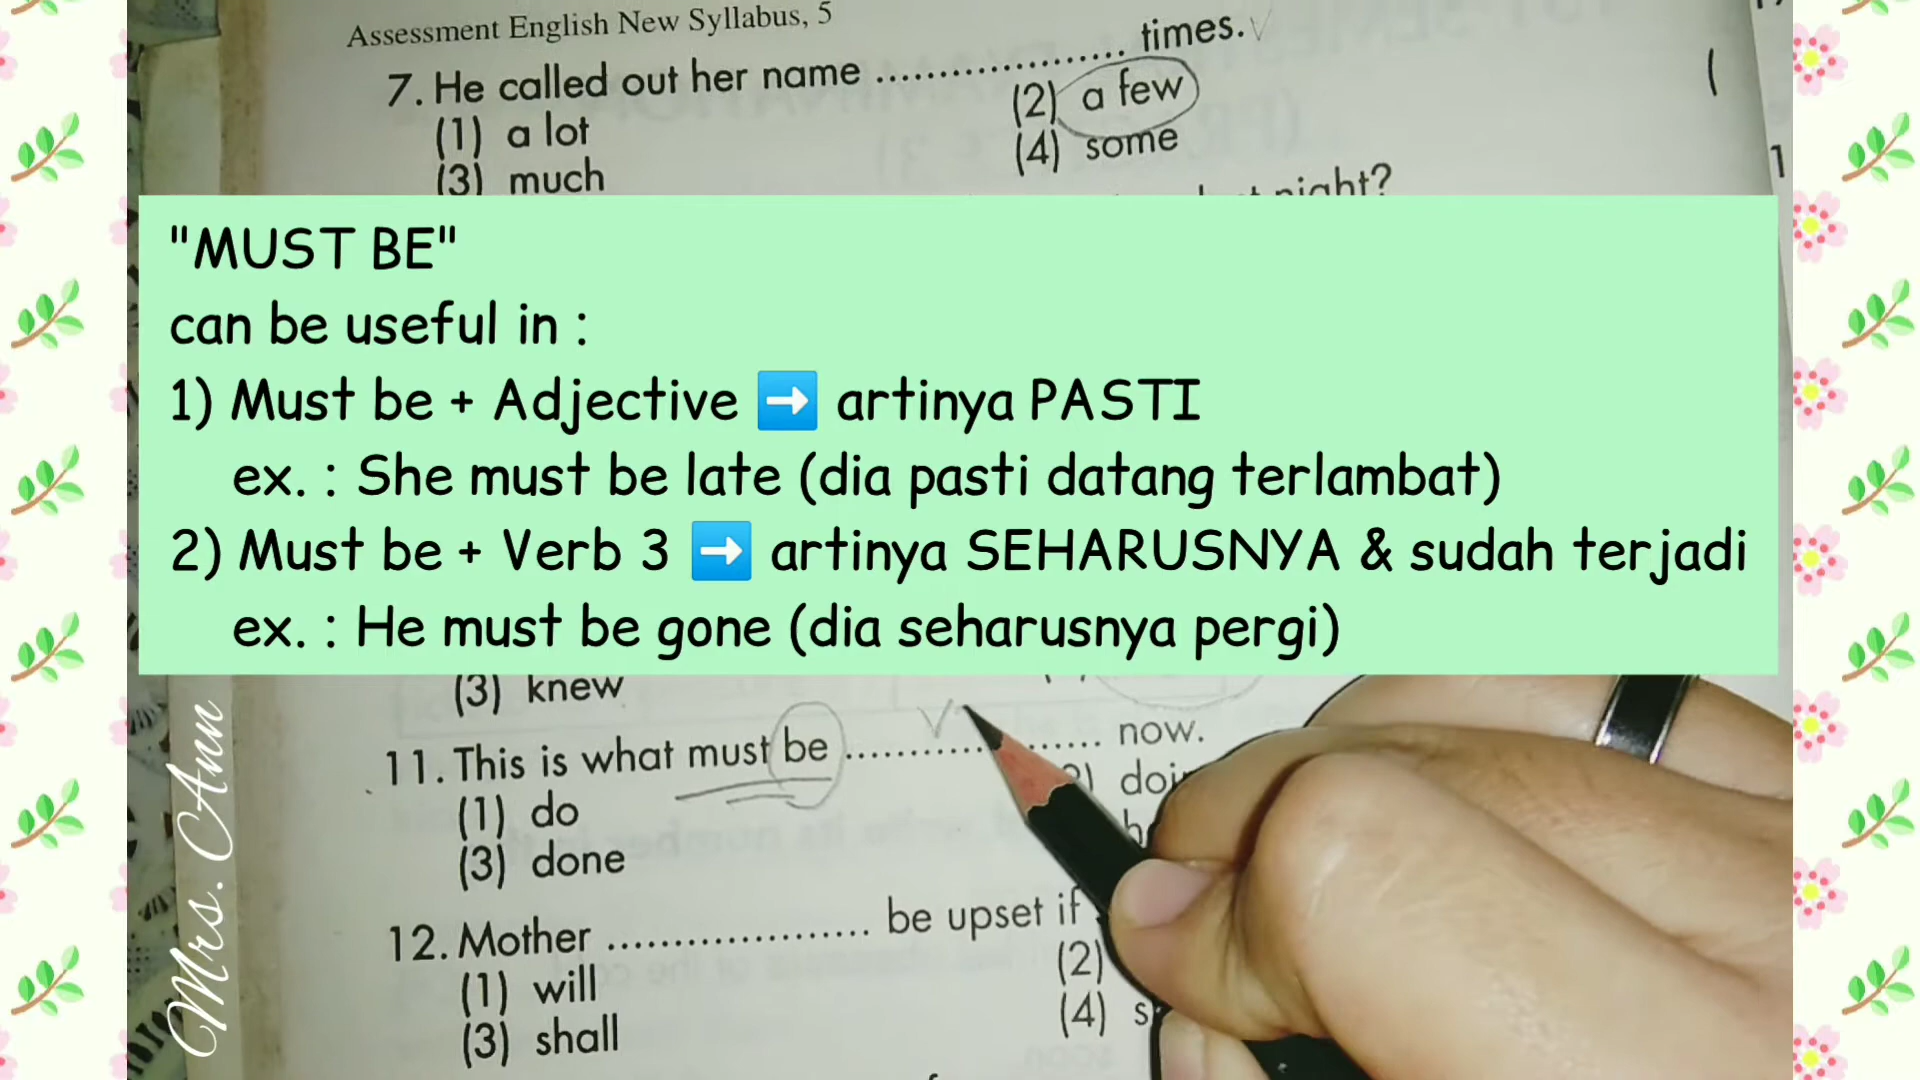 Assessment English New Syllabus, 5
7. He called out her name .................... times.
(1) a lot
(2) a few
(3) much
(4) some
night?
"MUST BE"
can be useful in :
1) Must be + Adjective ➡ artinya PASTI
ex. : She must be late (dia pasti datang terlambat)
2) Must be + Verb 3 ➡ artinya SEHARUSNYA & sudah terjadi
ex. : He must be gone (dia seharusnya pergi)
(3) knew
11. This is what must be .................... now.
(1) do
(3) done
12. Mother .................... be upset if
(1) will
(2)
(3) shall
(4) s
Mrs. Ann